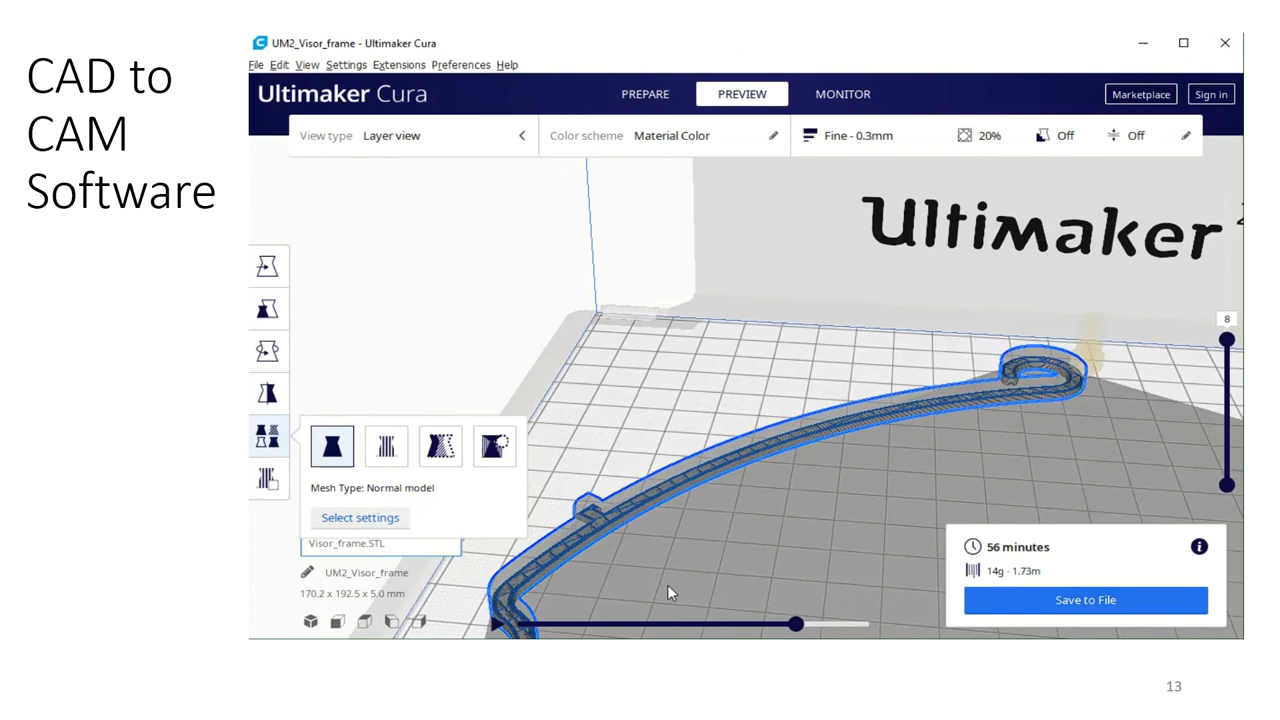 CAD to
CAM
Software
UM2_Visor_frame - Ultimaker Cura
File Edit View Settings Extensions Preferences Help
Ultimaker Cura
PREPARE
PREVIEW
MONITOR
Marketplace
Sign in
View type Layer view
Color scheme Material Color
Fine - 0.3mm
20%
Off
Off
Ultimaker
8
Mesh Type: Normal model
Select settings
Visor_frame.STL
UM2_Visor_frame
170.2 x 192.5 x 5.0 mm
56 minutes
14g - 1.73m
Save to File
13